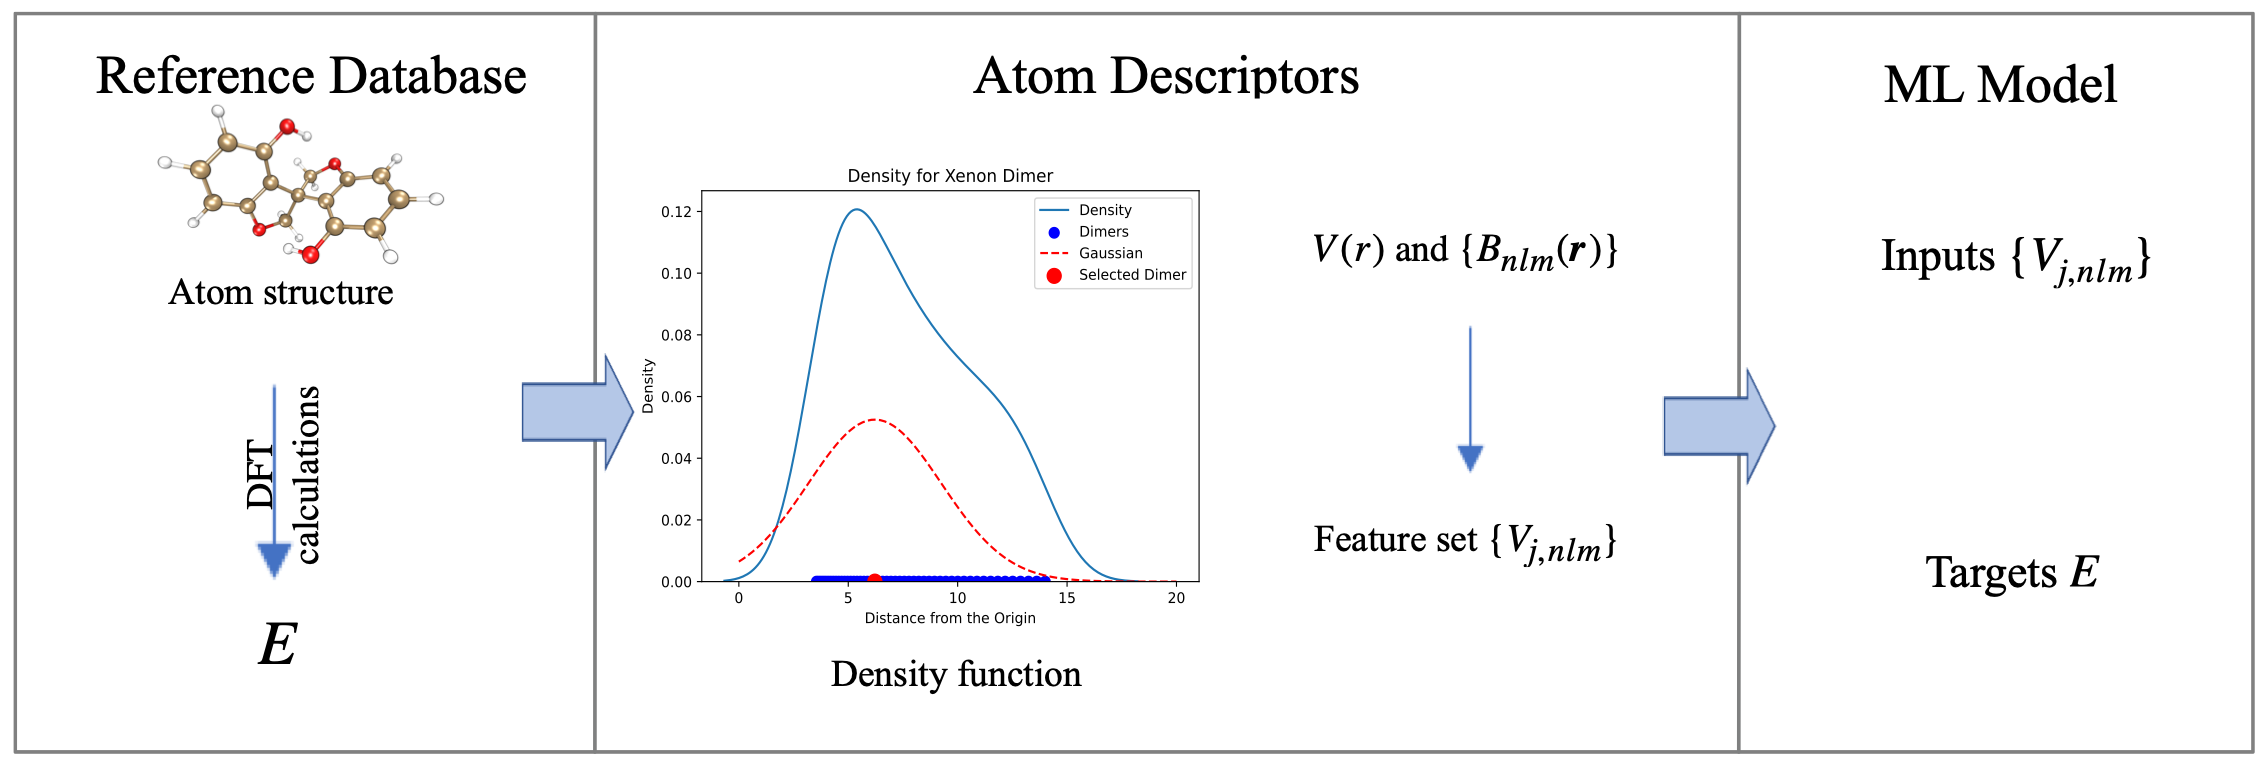 Reference Database
Atom structure
DFT
calculations
E
Atom Descriptors
Density for Xenon Dimer
Density
Dimers
Gaussian
Selected Dimer
0.12
0.10
0.08
0.06
0.04
0.02
0.00
Density
0 5 10 15 20
Distance from the Origin
Density function
V(r) and {B_{nlm}(r)}
Feature set {V_{j,nlm}}
ML Model
Inputs {V_{j,nlm}}
Targets E